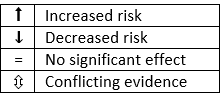 ⬆ Increased risk
⬇ Decreased risk
= No significant effect
⇳ Conflicting evidence